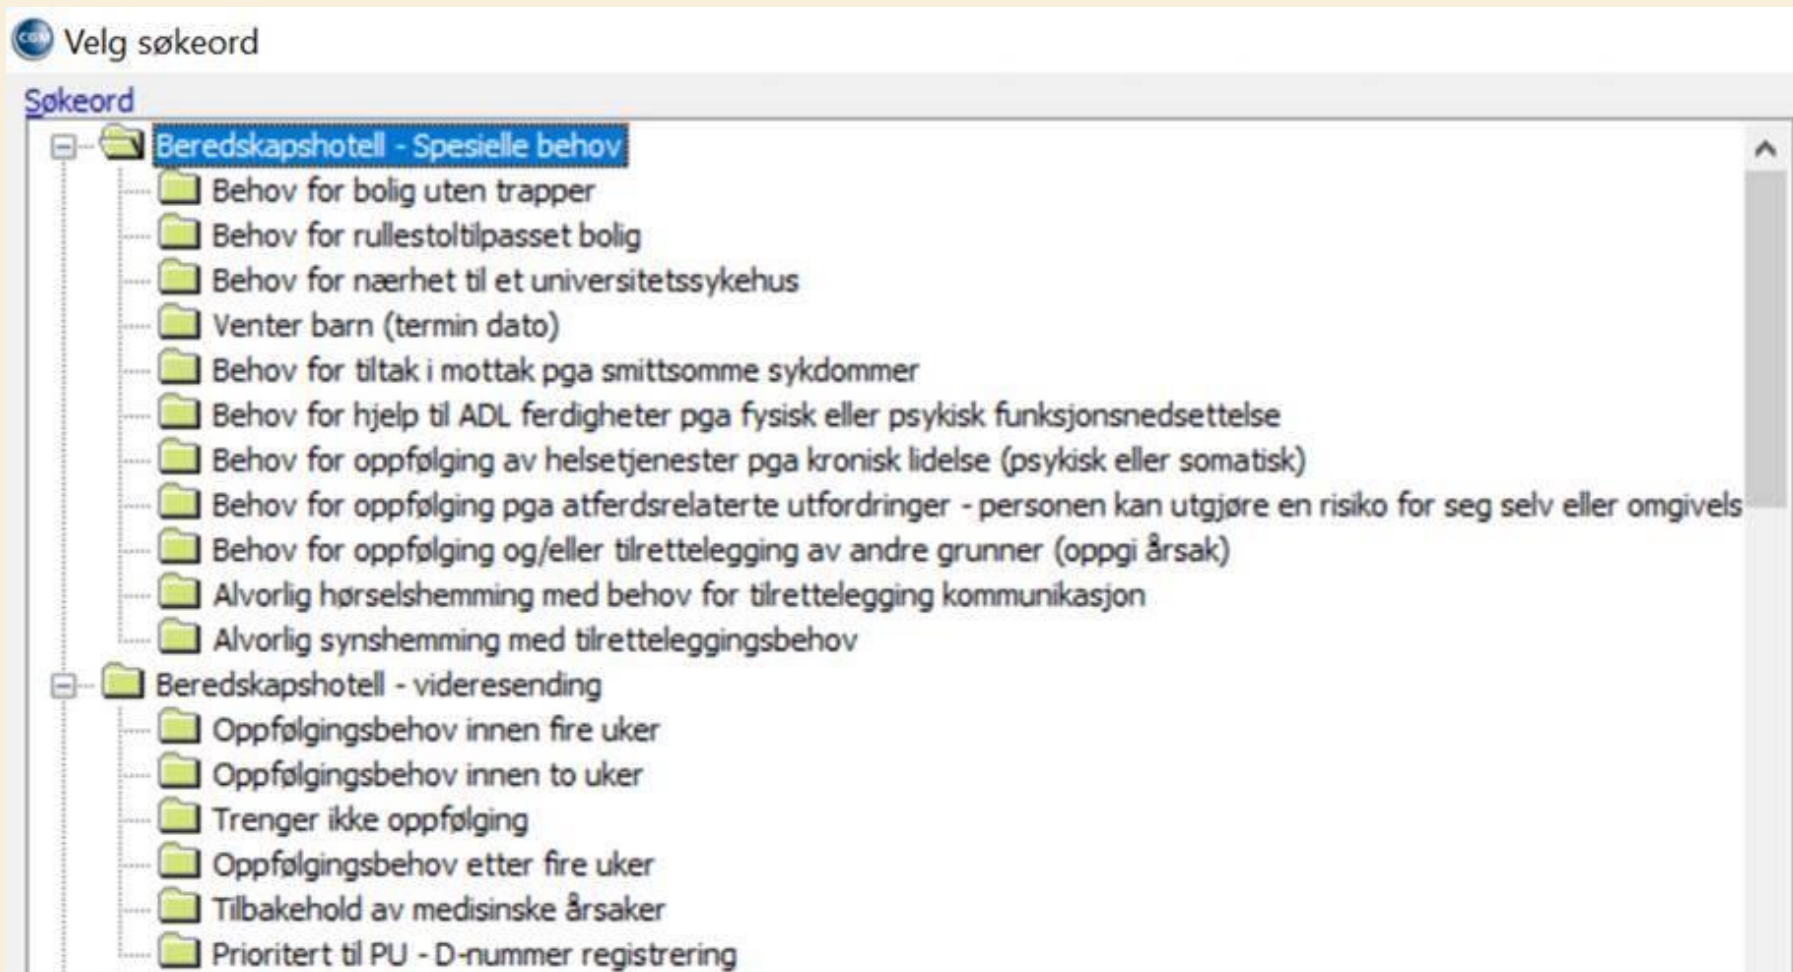 CGM Velg søkeord
Søkeord
Beredskapshotell - Spesielle behov
Behov for bolig uten trapper
Behov for rullestoltilpasset bolig
Behov for nærhet til et universitetssykehus
Venter barn (termin dato)
Behov for tiltak i mottak pga smittsomme sykdommer
Behov for hjelp til ADL ferdigheter pga fysisk eller psykisk funksjonsnedsettelse
Behov for oppfølging av helsetjenester pga kronisk lidelse (psykisk eller somatisk)
Behov for oppfølging pga atferdsrelaterte utfordringer - personen kan utgjøre en risiko for seg selv eller omgivels
Behov for oppfølging og/eller tilrettelegging av andre grunner (oppgi årsak)
Alvorlig hørselshemming med behov for tilrettelegging kommunikasjon
Alvorlig synshemming med tilretteleggingsbehov
Beredskapshotell - videresending
Oppfølgingsbehov innen fire uker
Oppfølgingsbehov innen to uker
Trenger ikke oppfølging
Oppfølgingsbehov etter fire uker
Tilbakehold av medisinske årsaker
Prioritert til PU - D-nummer registrering